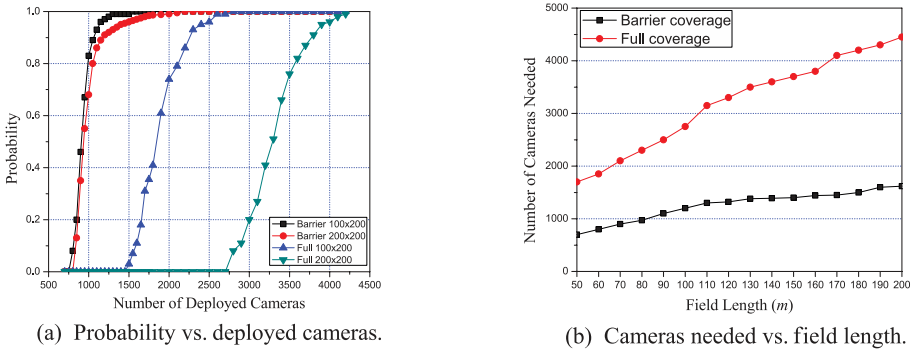 1.0
0.8
0.6
0.4
0.2
0.0
Probability
500 1000 1500 2000 2500 3000 3500 4000 4500
Number of Deployed Cameras
Barrier 100x200
Barrier 200x200
Full 100x200
Full 200x200
(a) Probability vs. deployed cameras.
5000
4000
3000
2000
1000
0
Number of Cameras Needed
50 60 70 80 90 100 110 120 130 140 150 160 170 180 190 200
Field Length (m)
Barrier coverage
Full coverage
(b) Cameras needed vs. field length.